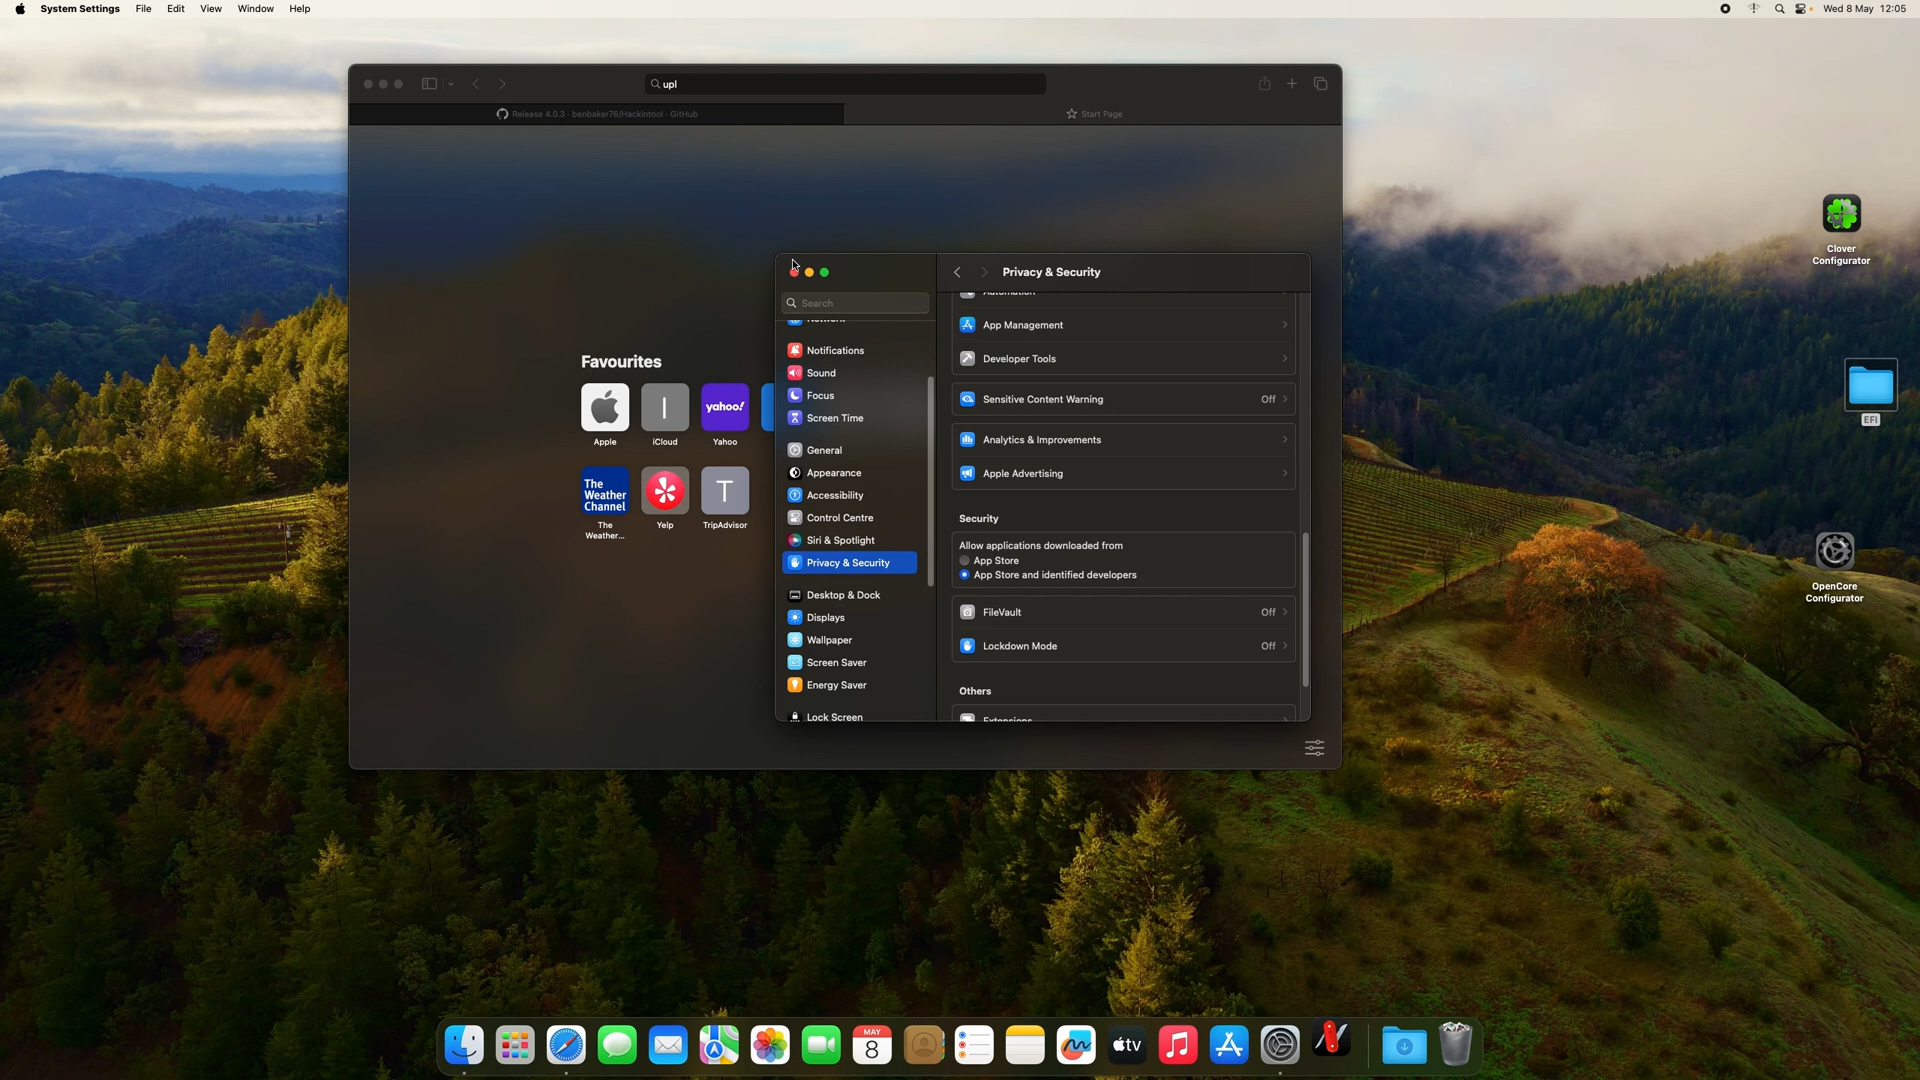 System Settings File Edit View Window Help
Wed 8 May 12:05
upl
Release 4.0.3 · benbaker76/Hackintool · GitHub
Start Page
Favourites
Apple
iCloud
yahoo!
Yahoo
The
Weather
Channel
The
Weather...
Yelp
T
TripAdvisor
Search
Network
Notifications
Sound
Focus
Screen Time
General
Appearance
Accessibility
Control Centre
Siri & Spotlight
Privacy & Security
Desktop & Dock
Displays
Wallpaper
Screen Saver
Energy Saver
Lock Screen
Privacy & Security
Automation
App Management
Developer Tools
Sensitive Content Warning Off
Analytics & Improvements
Apple Advertising
Security
Allow applications downloaded from
App Store
App Store and identified developers
FileVault Off
Lockdown Mode Off
Others
Extensions
Clover
Configurator
EFI
OpenCore
Configurator
MAY
8
tv